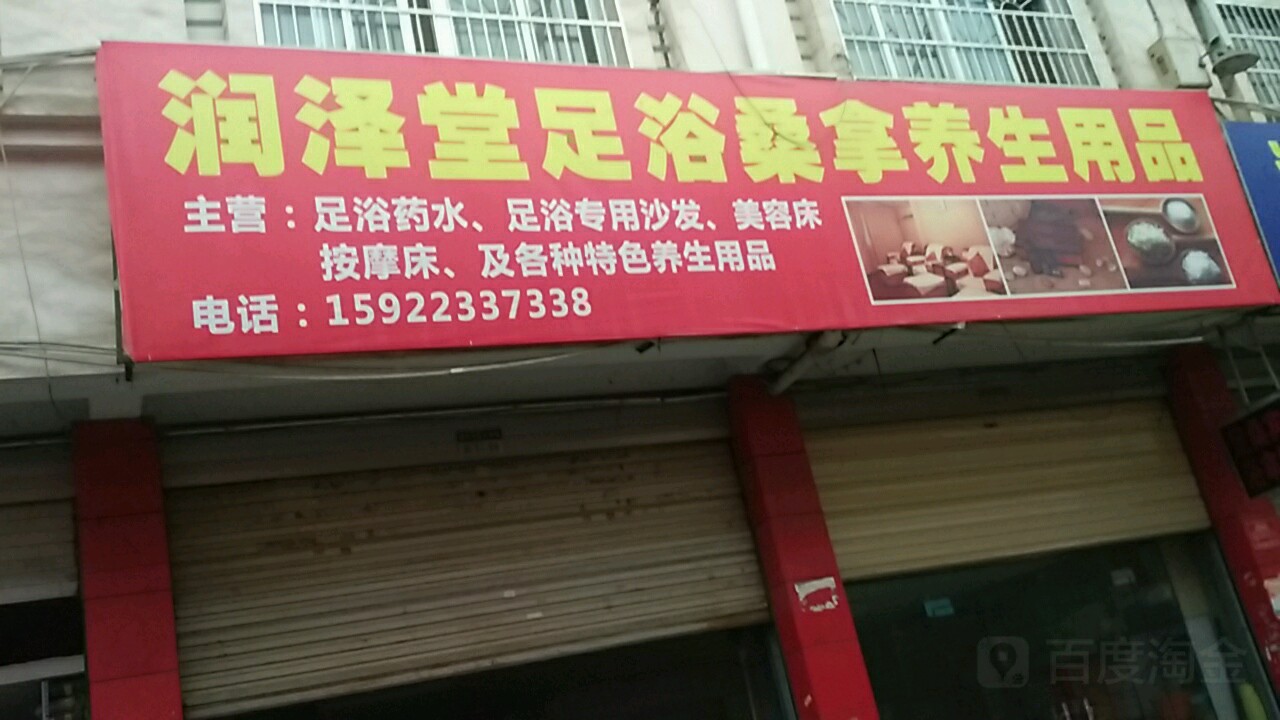 润泽堂足浴桑拿养生用品
主营：足浴药水、足浴专用沙发、美容床
按摩床、及各种特色养生用品
电话：15922337338
百度淘金